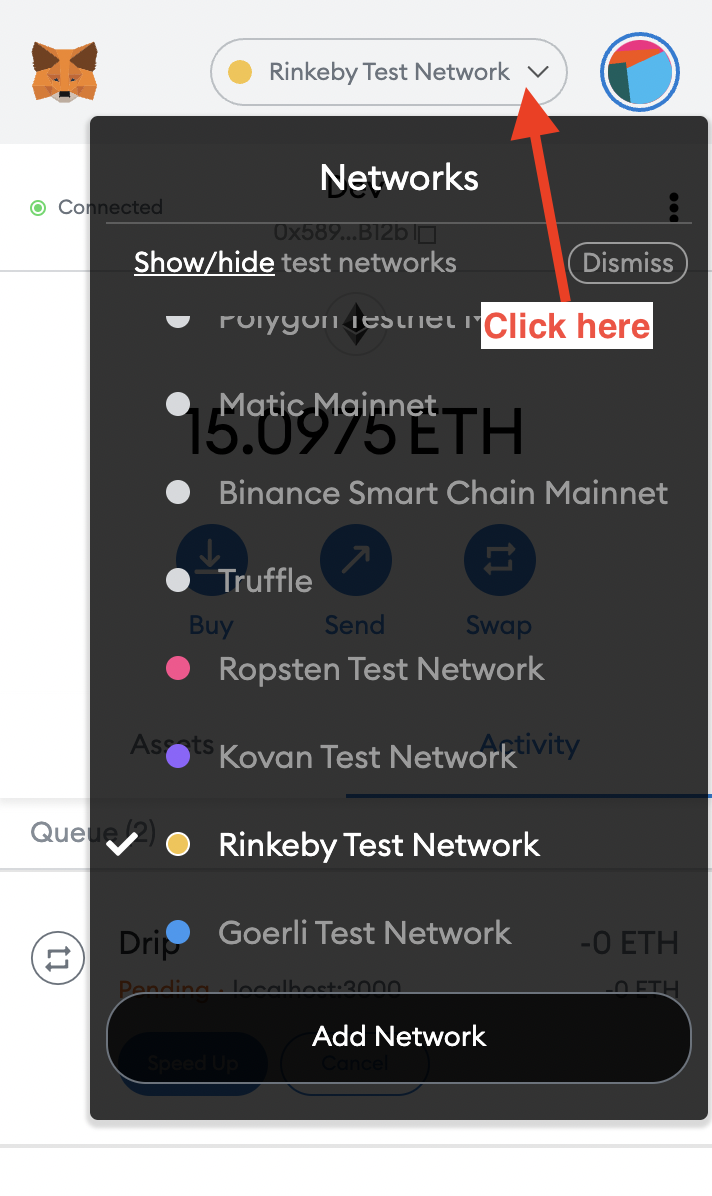 Rinkeby Test Network
Networks
Dev
Connected
0x589...B12b
Show/hide test networks
Dismiss
Click here
Polygon Testnet
Matic Mainnet
15.0975 ETH
Binance Smart Chain Mainnet
Truffle
Buy
Send
Swap
Ropsten Test Network
Assets
Activity
Kovan Test Network
Queue (2)
Rinkeby Test Network
Goerli Test Network
Drip
-0 ETH
Pending · localhost:3000
-0 ETH
Add Network
Speed Up
Cancel